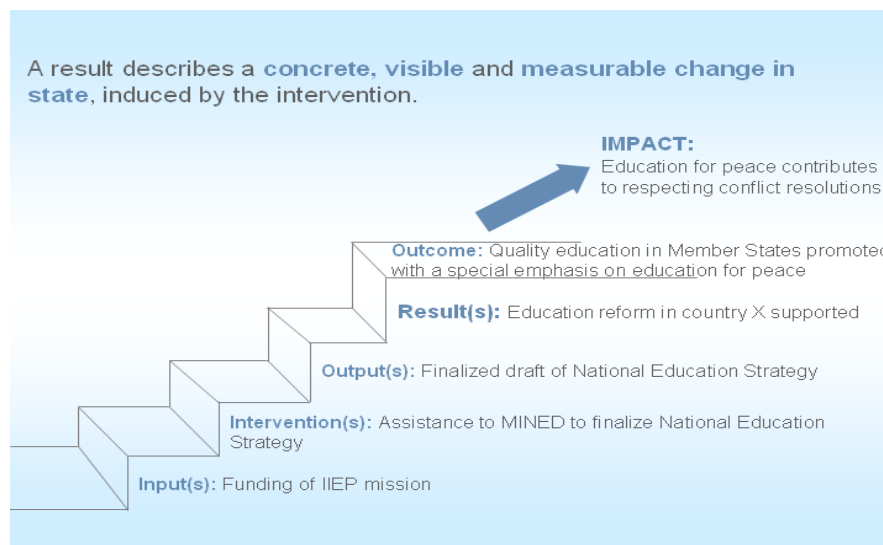 A result describes a concrete, visible and measurable change in
state, induced by the intervention.
IMPACT:
Education for peace contributes
to respecting conflict resolutions
Outcome: Quality education in Member States promoted
with a special emphasis on education for peace
Result(s): Education reform in country X supported
Output(s): Finalized draft of National Education Strategy
Intervention(s): Assistance to MINED to finalize National Education
Strategy
Input(s): Funding of IIEP mission